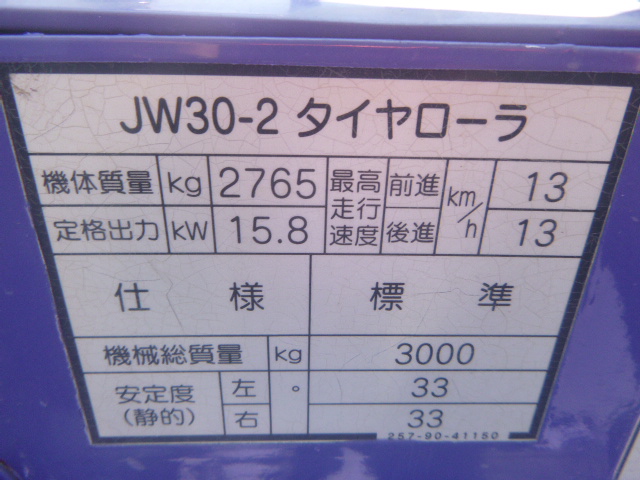 JW30-2 タイヤローラ
機体質量 kg 2765 最高走行速度 前進 km/h 13
定格出力 kW 15.8 後進 13
仕様 標準
機械総質量 kg 3000
安定度(静的) 左 ° 33
右 33
257-90-41150